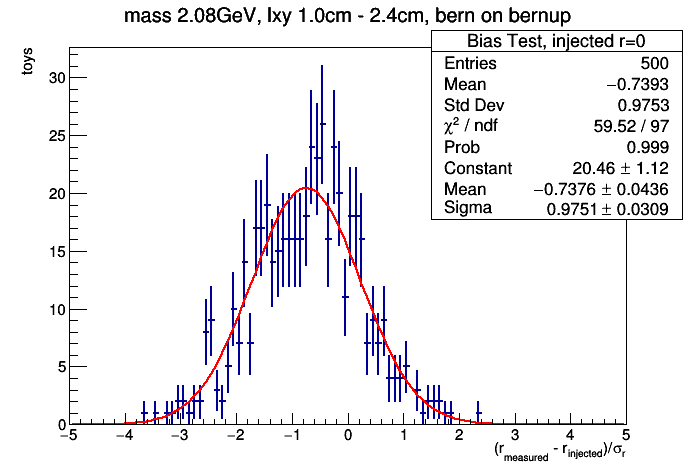 mass 2.08GeV, lxy 1.0cm - 2.4cm, bern on bernup
Bias Test, injected r=0
Entries 500
Mean −0.7393
Std Dev 0.9753
χ² / ndf 59.52 / 97
Prob 0.999
Constant 20.46 ± 1.12
Mean −0.7376 ± 0.0436
Sigma 0.9751 ± 0.0309
toys
30
25
20
15
10
5
0
−5 −4 −3 −2 −1 0 1 2 3 4 5
(r_measured - r_injected)/σ_r